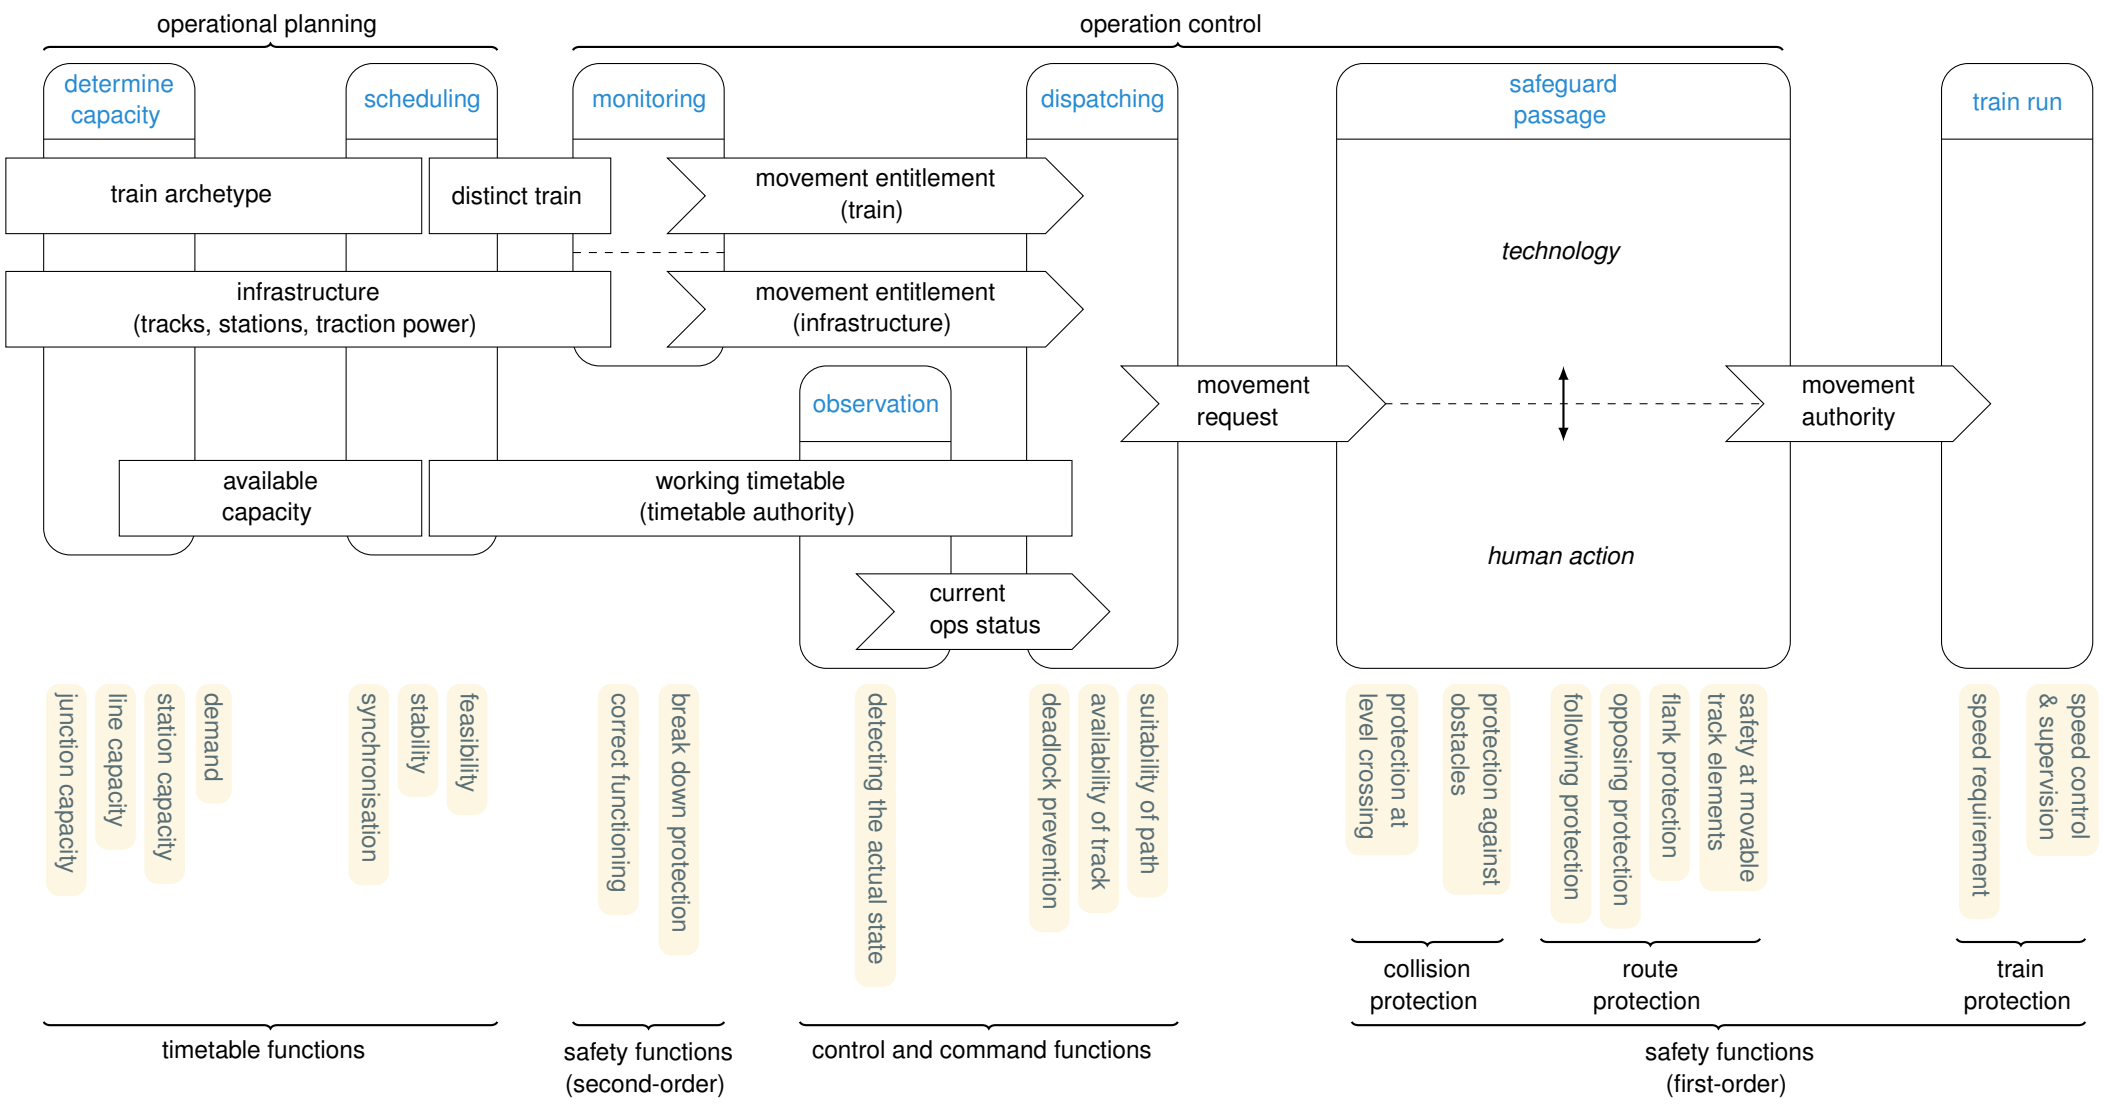 operational planning
operation control
determine
capacity
scheduling
monitoring
dispatching
safeguard
passage
train run
train archetype
distinct train
movement entitlement
(train)
technology
infrastructure
(tracks, stations, traction power)
movement entitlement
(infrastructure)
observation
movement
request
movement
authority
available
capacity
working timetable
(timetable authority)
human action
current
ops status
junction capacity
line capacity
station capacity
demand
synchronisation
stability
feasibility
correct functioning
break down protection
detecting the actual state
deadlock prevention
availability of track
suitability of path
protection at
level crossing
protection against
obstacles
following protection
opposing protection
flank protection
safety at movable
track elements
speed requirement
speed control
& supervision
collision
protection
route
protection
train
protection
timetable functions
safety functions
(second-order)
control and command functions
safety functions
(first-order)